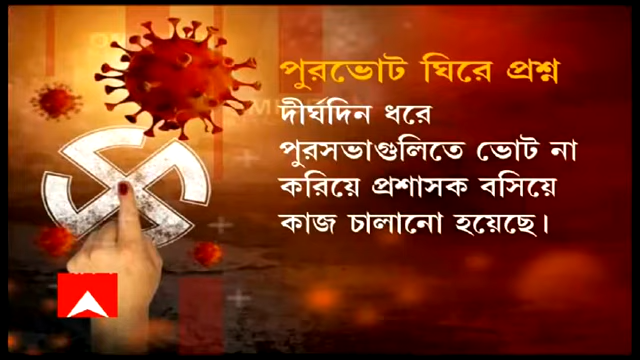 পুরভোট ঘিরে প্রশ্ন
দীর্ঘদিন ধরে
পুরসভাগুলিতে ভোট না
করিয়ে প্রশাসক বসিয়ে
কাজ চালানো হয়েছে।